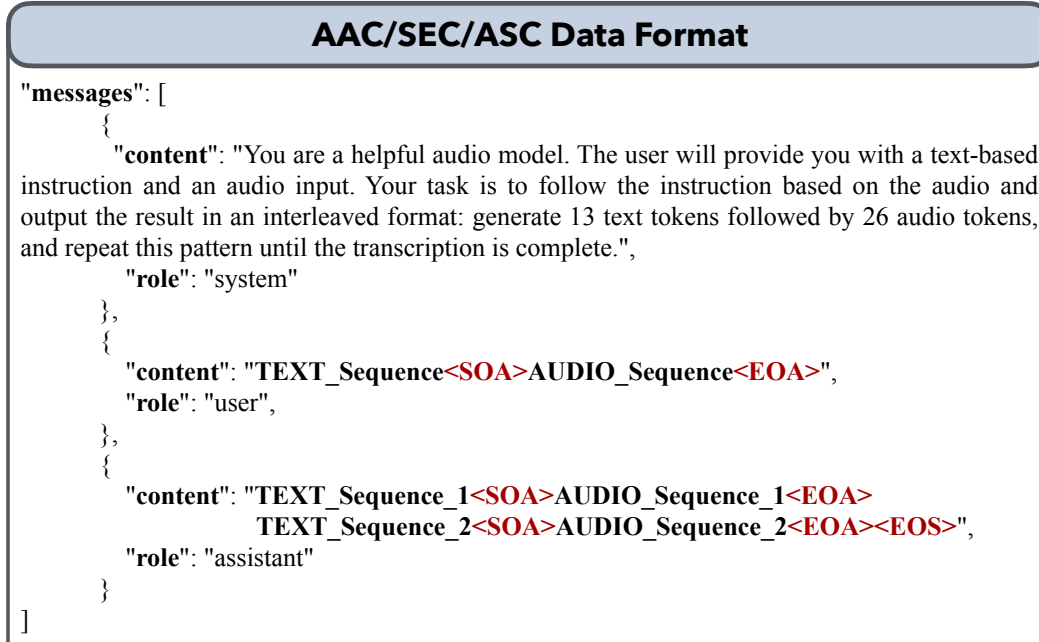 AAC/SEC/ASC Data Format
"messages": [
{
"content": "You are a helpful audio model. The user will provide you with a text-based
instruction and an audio input. Your task is to follow the instruction based on the audio and
output the result in an interleaved format: generate 13 text tokens followed by 26 audio tokens,
and repeat this pattern until the transcription is complete.",
"role": "system"
},
{
"content": "TEXT_Sequence<SOA>AUDIO_Sequence<EOA>",
"role": "user",
},
{
"content": "TEXT_Sequence_1<SOA>AUDIO_Sequence_1<EOA>
TEXT_Sequence_2<SOA>AUDIO_Sequence_2<EOA><EOS>",
"role": "assistant"
}
]